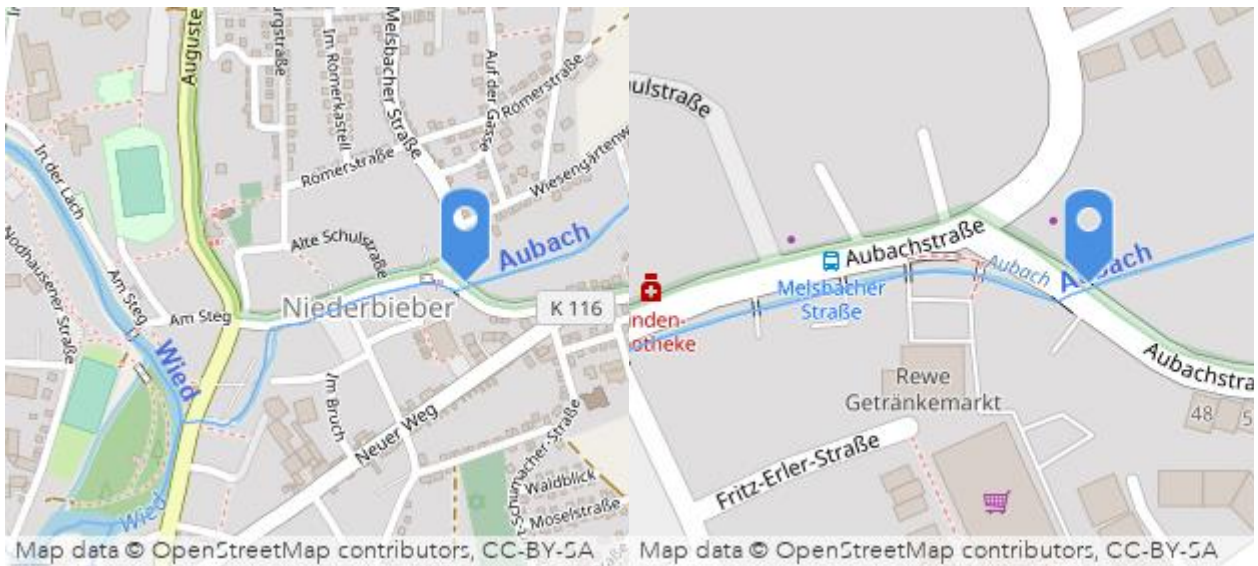 Auguste
urgstraße
Im Römerkastell
Melsbacher Straße
Auf der Gasse
Römerstraße
Römerstraße
In der Lach
Wiesengärtenw
Nodhausener Straße
Am Steg
Alte Schulstraße
Aubach
Am Steg
Niederbieber
K 116
Wied
Im Bruch
Neuer Weg
-Schumacher-Straße
Waldblick
Moselstraße
Wied
Map data © OpenStreetMap contributors, CC-BY-SA
ulstraße
Aubachstraße
Aubach
Aubach
Melsbacher
Straße
nden-
otheke
Aubachstra
Rewe
Getränkemarkt
48
5
Fritz-Erler-Straße
Map data © OpenStreetMap contributors, CC-BY-SA